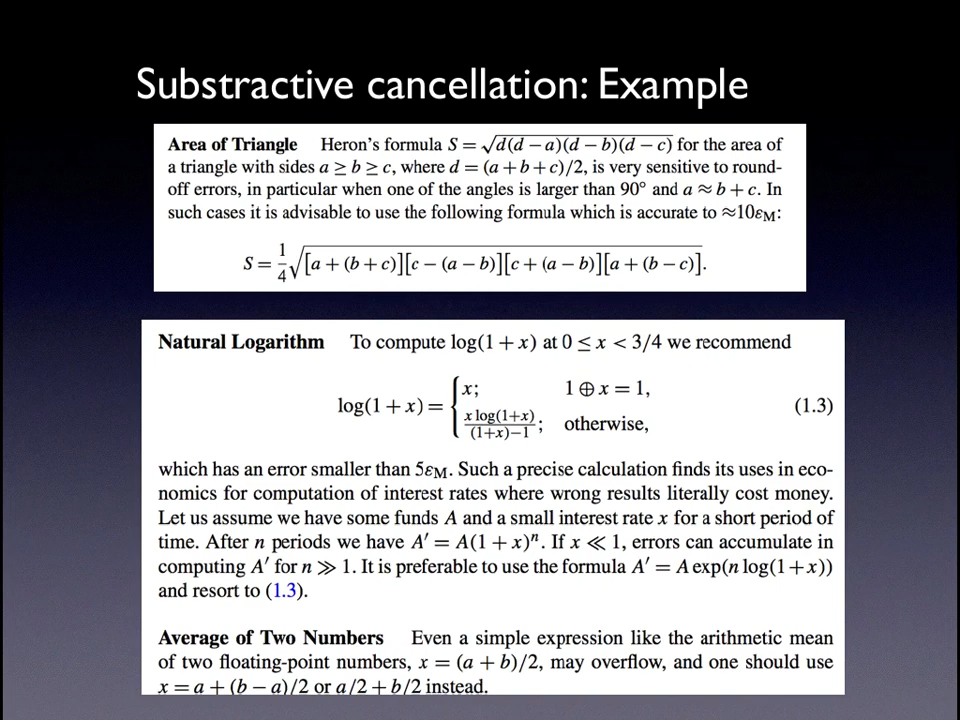 Substractive cancellation: Example
Area of Triangle Heron's formula S = √d(d − a)(d − b)(d − c) for the area of
a triangle with sides a ≥ b ≥ c, where d = (a + b + c)/2, is very sensitive to round-
off errors, in particular when one of the angles is larger than 90° and a ≈ b + c. In
such cases it is advisable to use the following formula which is accurate to ≈10εM:
S = 1/4 √[a + (b + c)][c − (a − b)][c + (a − b)][a + (b − c)].
Natural Logarithm To compute log(1 + x) at 0 ≤ x < 3/4 we recommend
log(1 + x) = { x; 1 ⊕ x = 1,
x log(1+x) / (1+x)−1 ; otherwise, (1.3)
which has an error smaller than 5εM. Such a precise calculation finds its uses in eco-
nomics for computation of interest rates where wrong results literally cost money.
Let us assume we have some funds A and a small interest rate x for a short period of
time. After n periods we have A′ = A(1 + x)ⁿ. If x ≪ 1, errors can accumulate in
computing A′ for n ≫ 1. It is preferable to use the formula A′ = A exp(n log(1 + x))
and resort to (1.3).
Average of Two Numbers Even a simple expression like the arithmetic mean
of two floating-point numbers, x = (a + b)/2, may overflow, and one should use
x = a + (b − a)/2 or a/2 + b/2 instead.